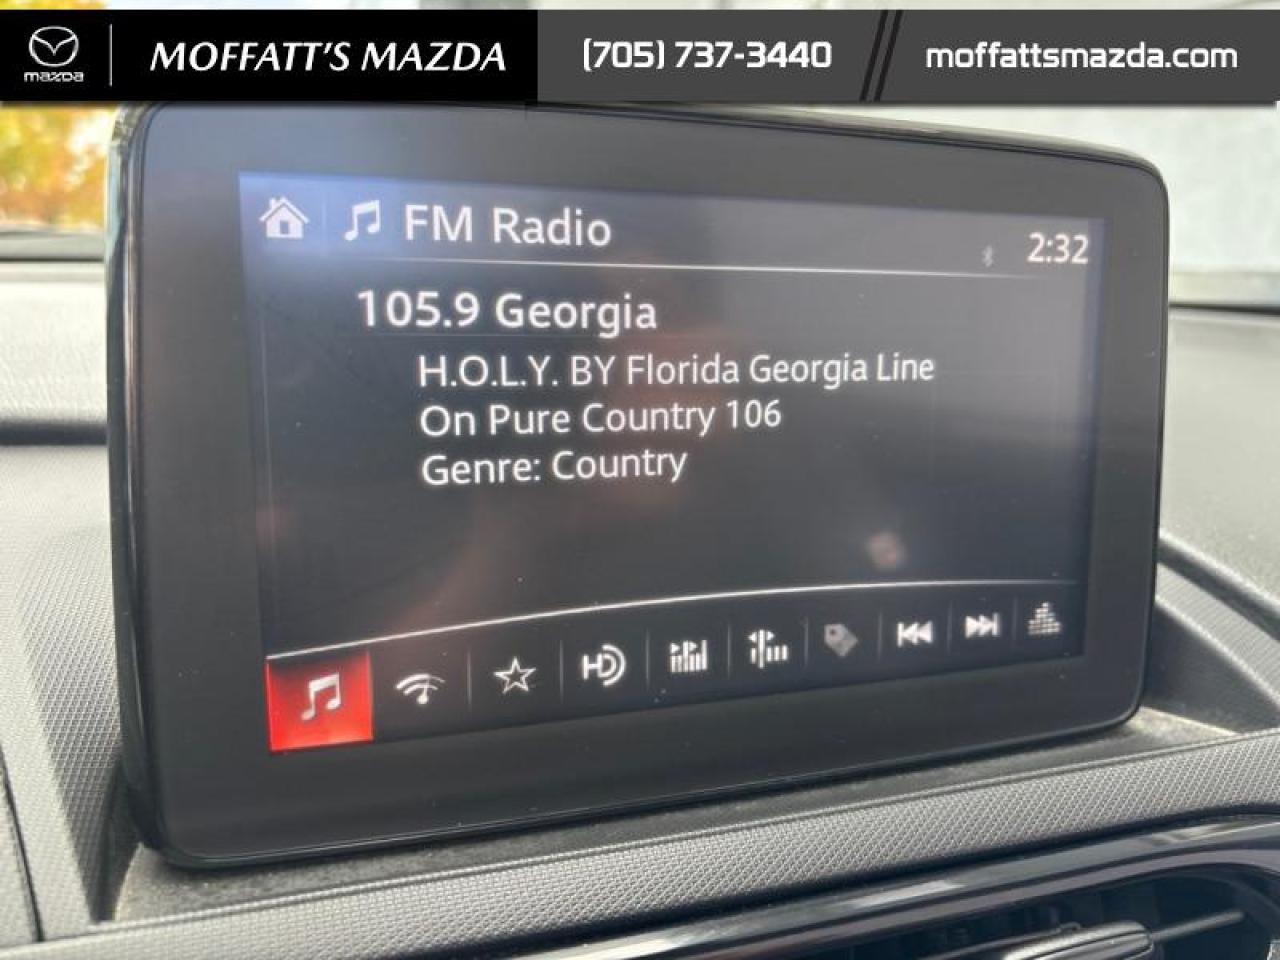 mazda
MOFFATT'S MAZDA
(705) 737-3440
moffattsmazda.com
FM Radio
2:32
105.9 Georgia
H.O.L.Y. BY Florida Georgia Line
On Pure Country 106
Genre: Country
HD